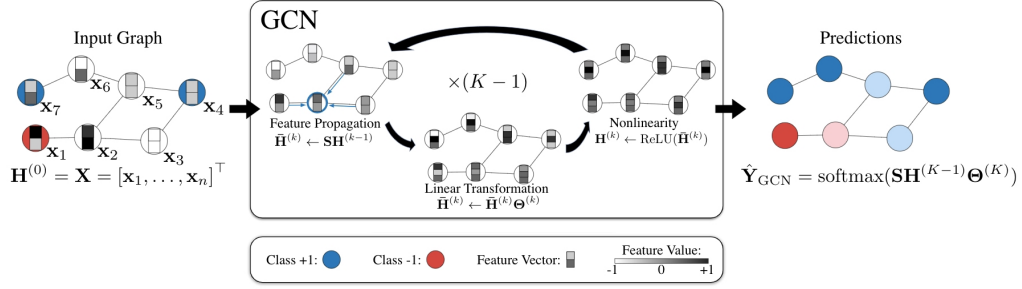 GCN
Input Graph
Predictions
x₆
x₇
x₅
x₄
x₁
x₂
x₃
H⁽⁰⁾ = X = [x₁, . . . , xₙ]^⊤
×(K − 1)
Feature Propagation
H̄⁽ᵏ⁾ ← SH⁽ᵏ⁻¹⁾
Nonlinearity
H⁽ᵏ⁾ ← ReLU(H̄⁽ᵏ⁾)
Linear Transformation
H̄⁽ᵏ⁾ ← H̄⁽ᵏ⁾Θ⁽ᵏ⁾
Ŷ_GCN = softmax(SH^(K−1)Θ^(K))
Class +1:
Class -1:
Feature Vector:
Feature Value:
-1 0 +1